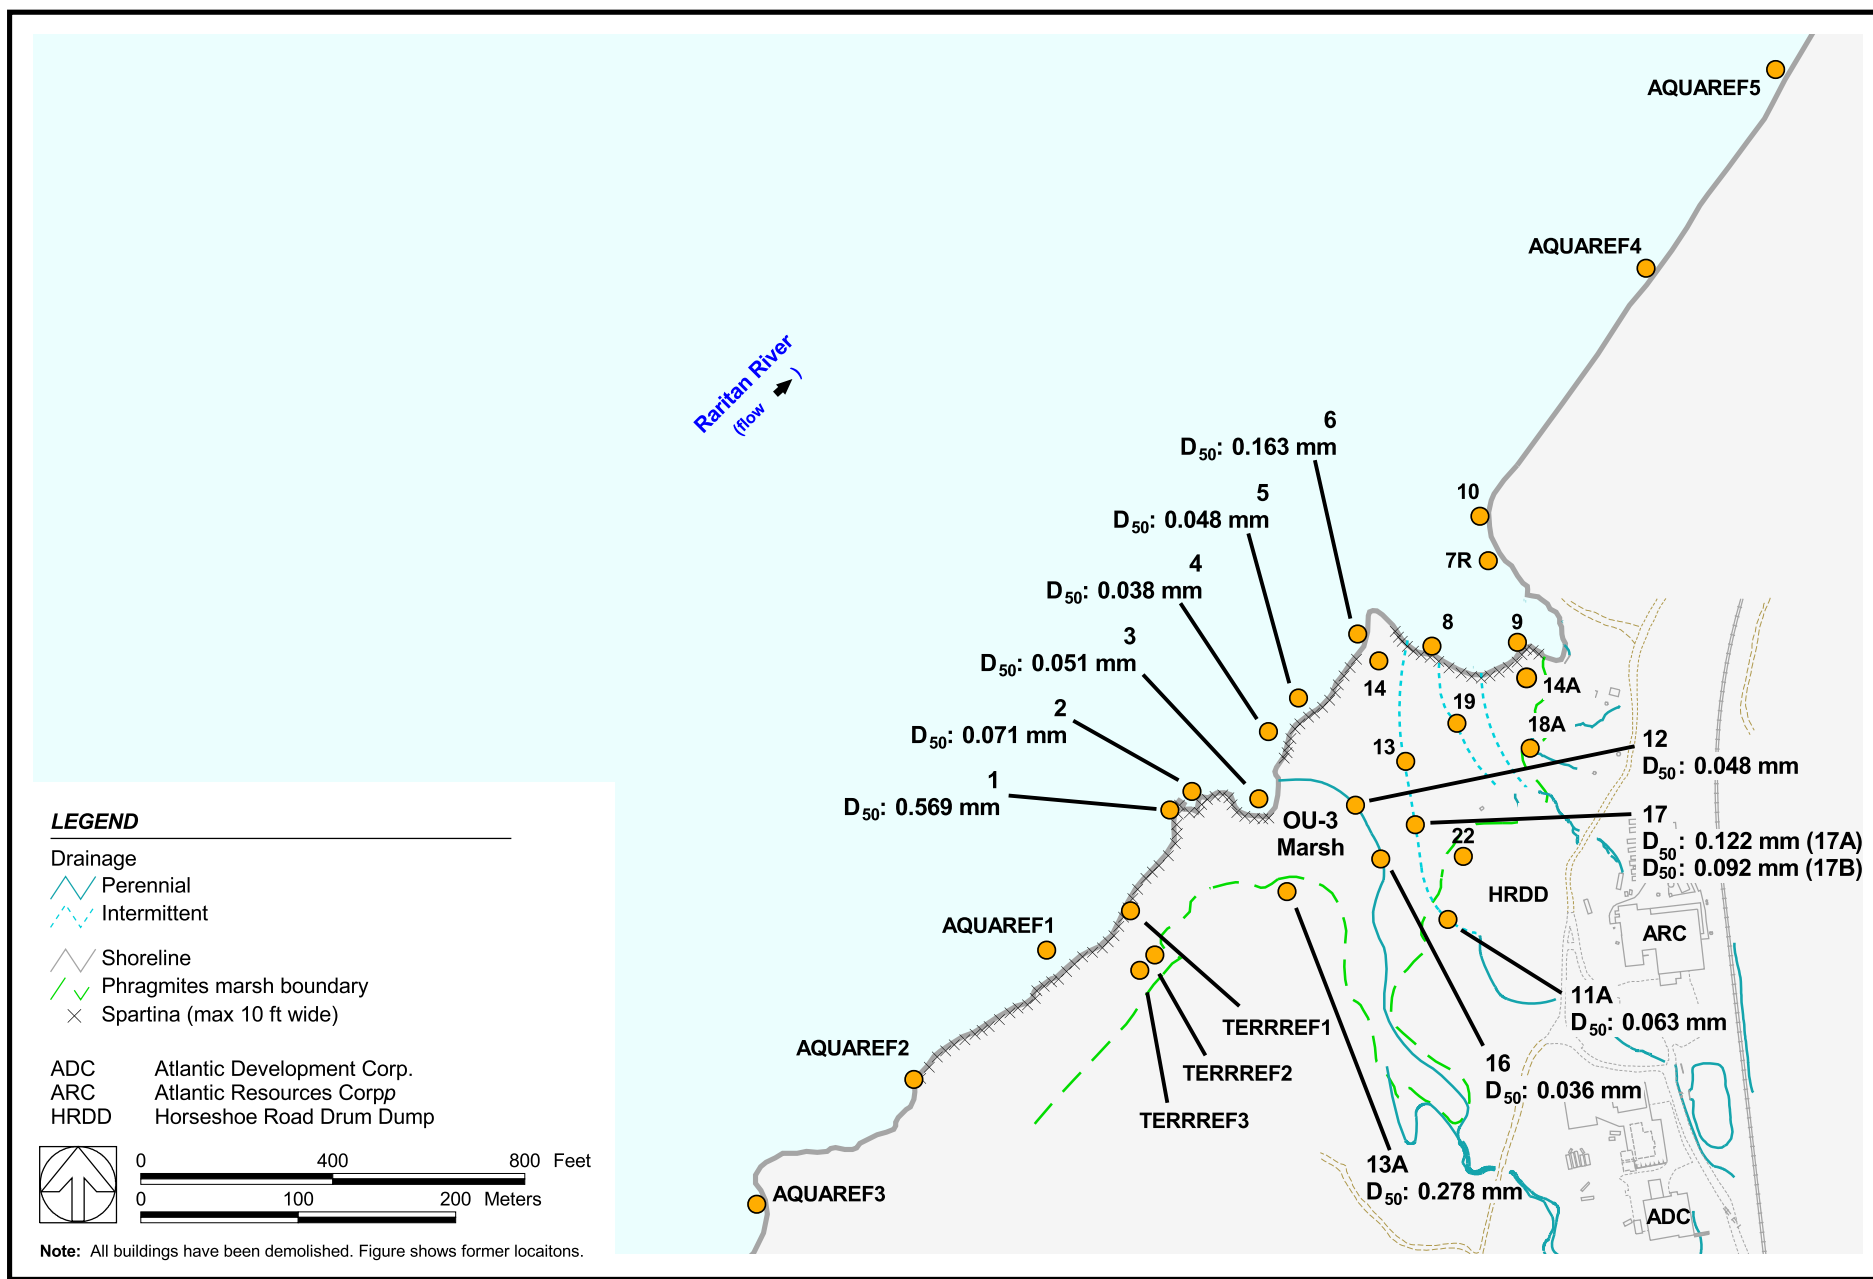 AQUAREF5
AQUAREF4
Raritan River
(flow )
6
D50: 0.163 mm
5
D50: 0.048 mm
4
D50: 0.038 mm
3
D50: 0.051 mm
2
D50: 0.071 mm
1
D50: 0.569 mm
10
7R
8
9
14
14A
19
18A
13
12
D50: 0.048 mm
17
D50: 0.122 mm (17A)
D50: 0.092 mm (17B)
OU-3
Marsh
22
HRDD
ARC
AQUAREF1
11A
D50: 0.063 mm
TERRREF1
AQUAREF2
TERRREF2
16
D50: 0.036 mm
TERRREF3
13A
D50: 0.278 mm
AQUAREF3
ADC
LEGEND
Drainage
Perennial
Intermittent
Shoreline
Phragmites marsh boundary
Spartina (max 10 ft wide)
ADC Atlantic Development Corp.
ARC Atlantic Resources Corpp
HRDD Horseshoe Road Drum Dump
0 400 800 Feet
0 100 200 Meters
Note: All buildings have been demolished. Figure shows former locaitons.